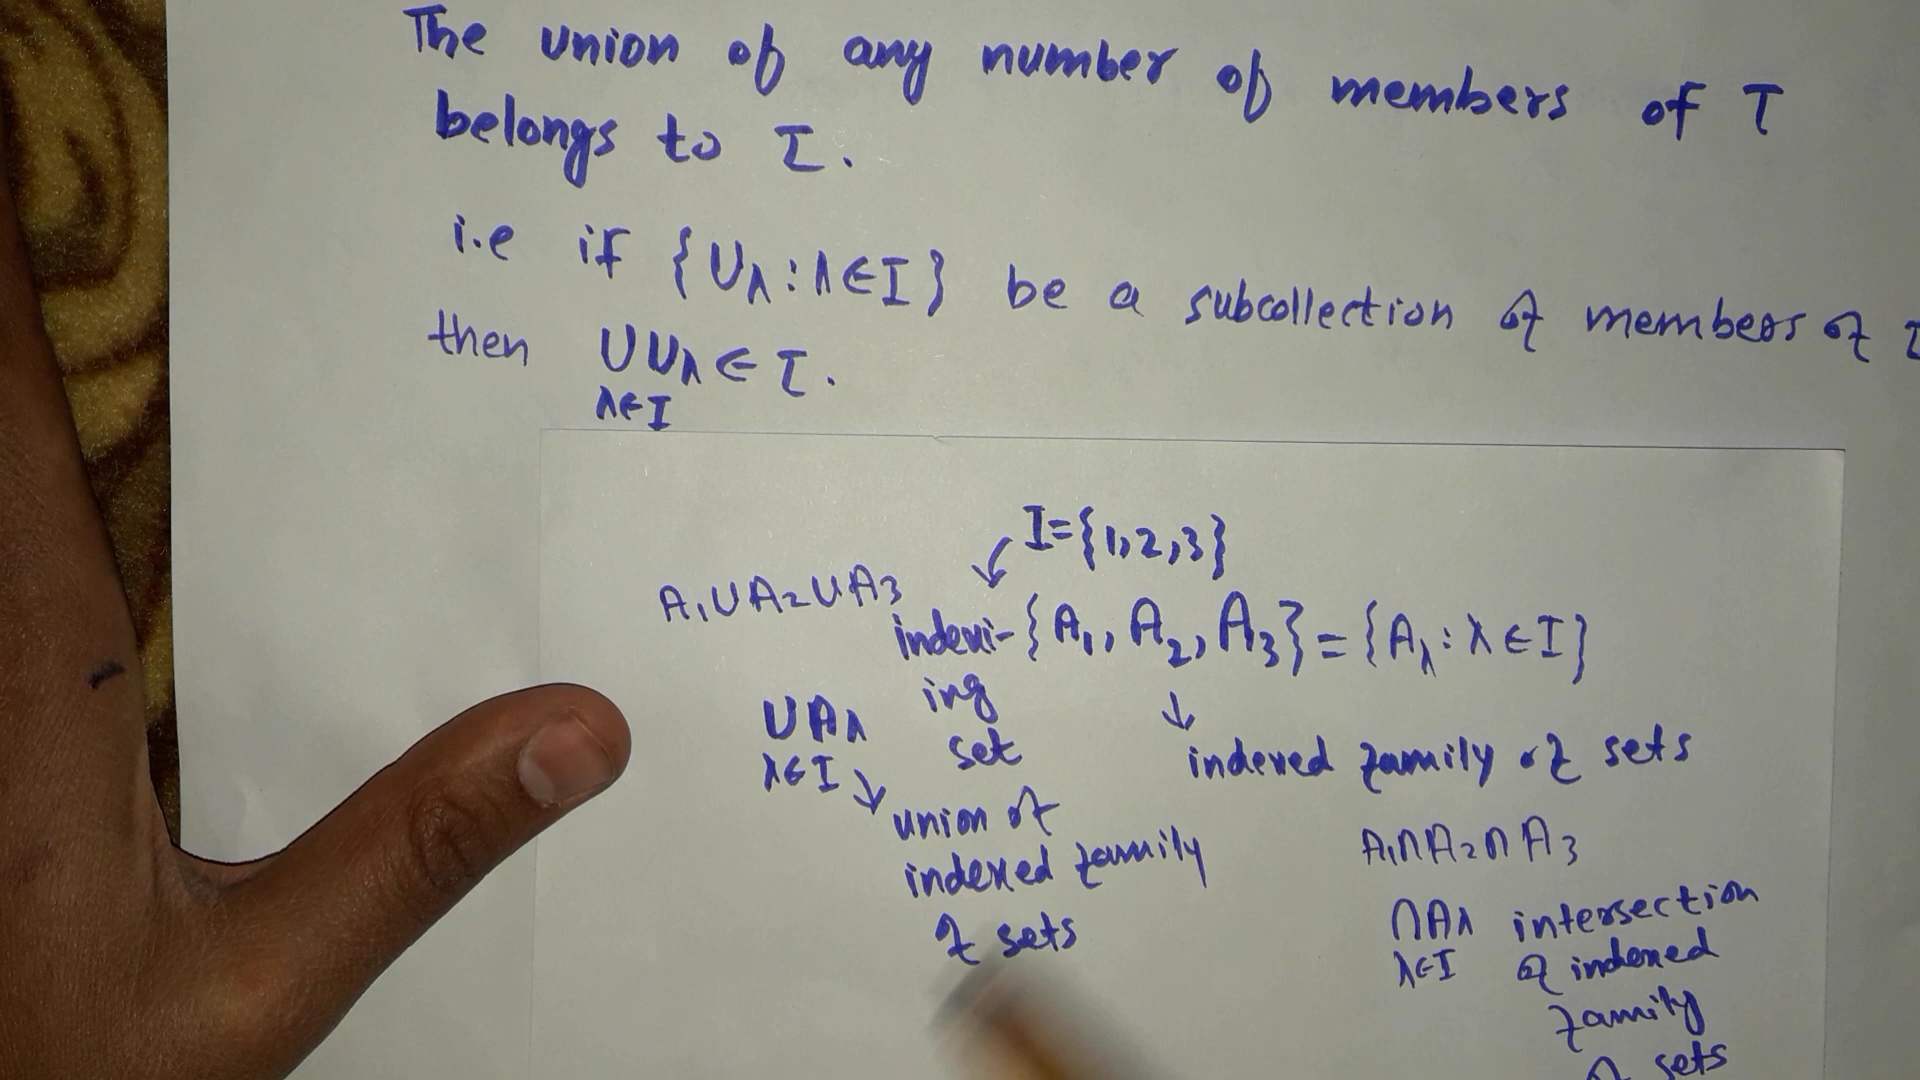 The union of any number of members of T
belongs to T.
i.e if {Uλ : λ ∈ I} be a subcollection of members of T
then ∪ Uλ ∈ T.
λ∈I
I = {1,2,3}
A₁∪A₂∪A₃
indexi-
ing
set
{A₁, A₂, A₃} = {Aλ : λ ∈ I}
indexed family of sets
∪Aλ
λ∈I
union of
indexed family
of sets
A₁∩A₂∩A₃
∩Aλ intersection
λ∈I of indexed
family
of sets